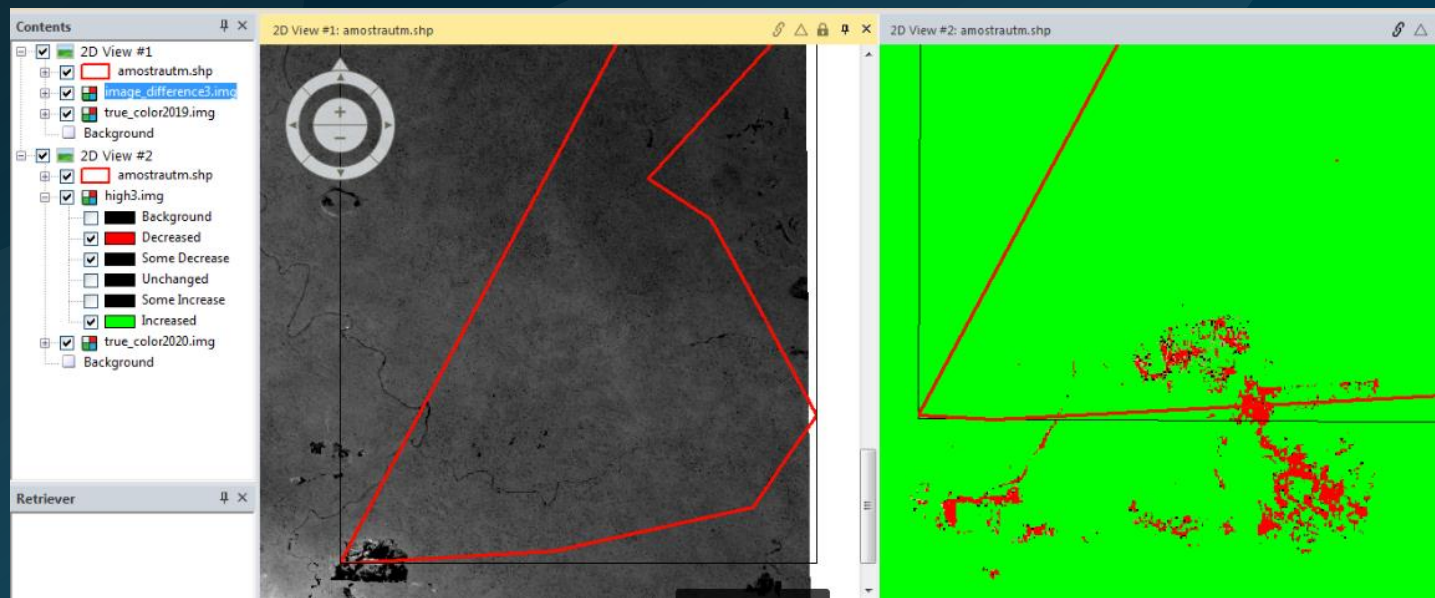 Contents
2D View #1
amostrautm.shp
image_difference3.img
true_color2019.img
Background
2D View #2
amostrautm.shp
high3.img
Background
Decreased
Some Decrease
Unchanged
Some Increase
Increased
true_color2020.img
Background
Retriever
2D View #1: amostrautm.shp
2D View #2: amostrautm.shp